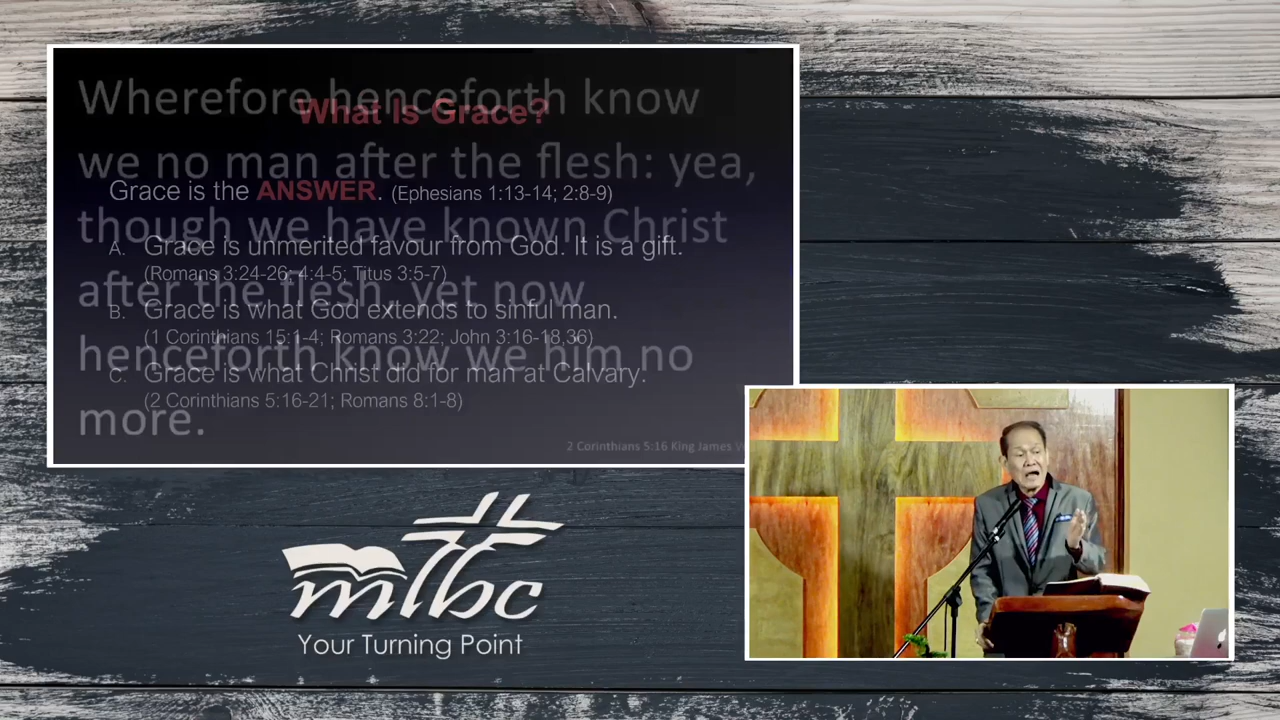 Wherefore henceforth know
we no man after the flesh: yea,
though we have known Christ
after the flesh, yet now
henceforth know we him no
more.
2 Corinthians 5:16 King James
What Is Grace?
Grace is the ANSWER. (Ephesians 1:13-14; 2:8-9)
A. Grace is unmerited favour from God. It is a gift.
(Romans 3:24-26; 4:4-5; Titus 3:5-7)
B. Grace is what God extends to sinful man.
(1 Corinthians 15:1-4; Romans 3:22; John 3:16-18,36)
C. Grace is what Christ did for man at Calvary.
(2 Corinthians 5:16-21; Romans 8:1-8)
mlbc
Your Turning Point